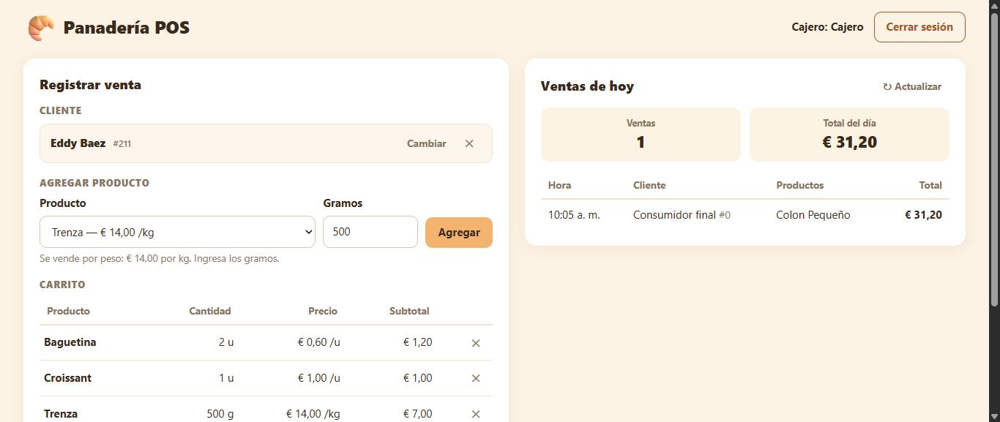 Panadería POS
Cajero: Cajero
Cerrar sesión
Registrar venta
CLIENTE
Eddy Baez #211 Cambiar ×
AGREGAR PRODUCTO
Producto Gramos
Trenza — € 14,00 /kg 500 Agregar
Se vende por peso: € 14,00 por kg. Ingresa los gramos.
CARRITO
Producto Cantidad Precio Subtotal
Baguetina 2 u € 0,60 /u € 1,20 ×
Croissant 1 u € 1,00 /u € 1,00 ×
Trenza 500 g € 14,00 /kg € 7,00 ×
Ventas de hoy
↻ Actualizar
Ventas
1
Total del día
€ 31,20
Hora Cliente Productos Total
10:05 a. m. Consumidor final #0 Colon Pequeño € 31,20